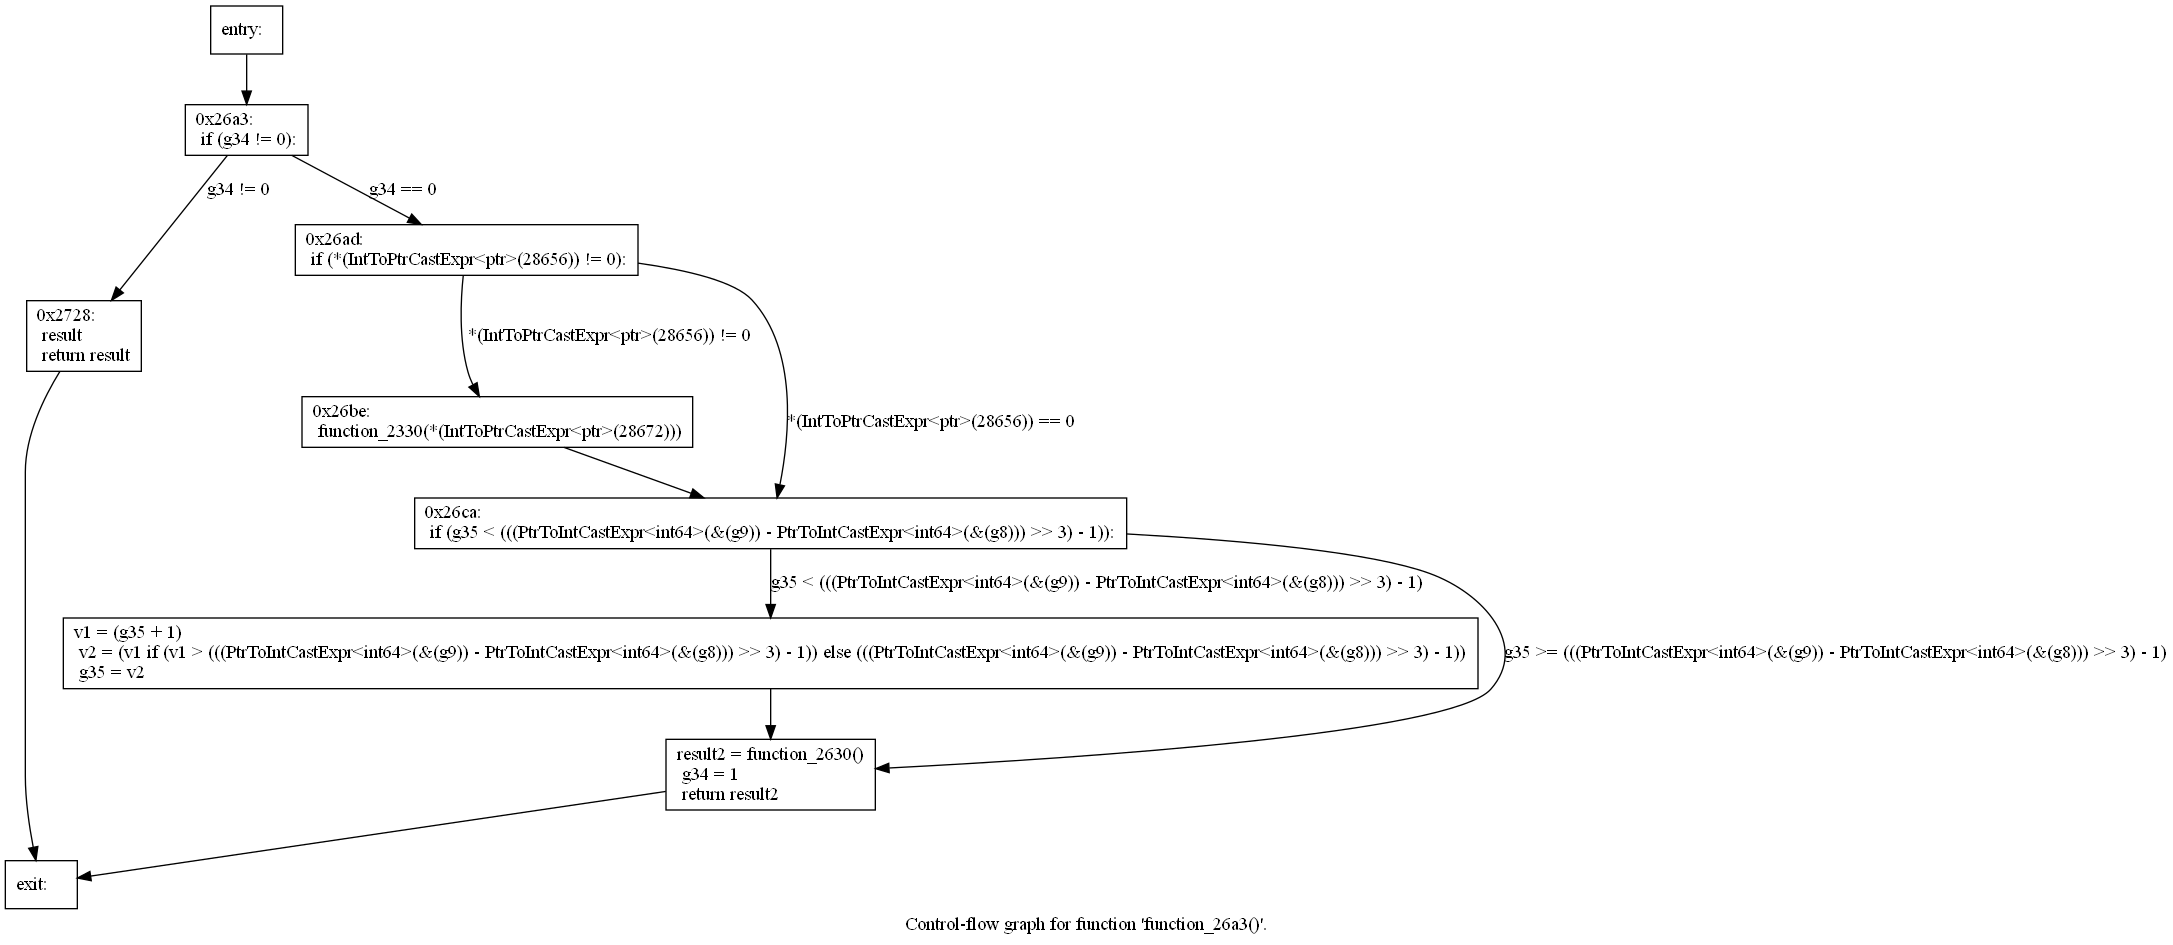 entry:
0x26a3:
if (g34 != 0):
g34 != 0
g34 == 0
0x26ad:
if (*(IntToPtrCastExpr<ptr>(28656)) != 0):
0x2728:
result
return result
*(IntToPtrCastExpr<ptr>(28656)) != 0
*(IntToPtrCastExpr<ptr>(28656)) == 0
0x26be:
function_2330(*(IntToPtrCastExpr<ptr>(28672)))
0x26ca:
if (g35 < (((PtrToIntCastExpr<int64>(&(g9)) - PtrToIntCastExpr<int64>(&(g8))) >> 3) - 1)):
g35 < (((PtrToIntCastExpr<int64>(&(g9)) - PtrToIntCastExpr<int64>(&(g8))) >> 3) - 1)
g35 >= (((PtrToIntCastExpr<int64>(&(g9)) - PtrToIntCastExpr<int64>(&(g8))) >> 3) - 1)
v1 = (g35 + 1)
v2 = (v1 if (v1 > (((PtrToIntCastExpr<int64>(&(g9)) - PtrToIntCastExpr<int64>(&(g8))) >> 3) - 1)) else (((PtrToIntCastExpr<int64>(&(g9)) - PtrToIntCastExpr<int64>(&(g8))) >> 3) - 1))
g35 = v2
result2 = function_2630()
g34 = 1
return result2
exit:
Control-flow graph for function 'function_26a3()'.